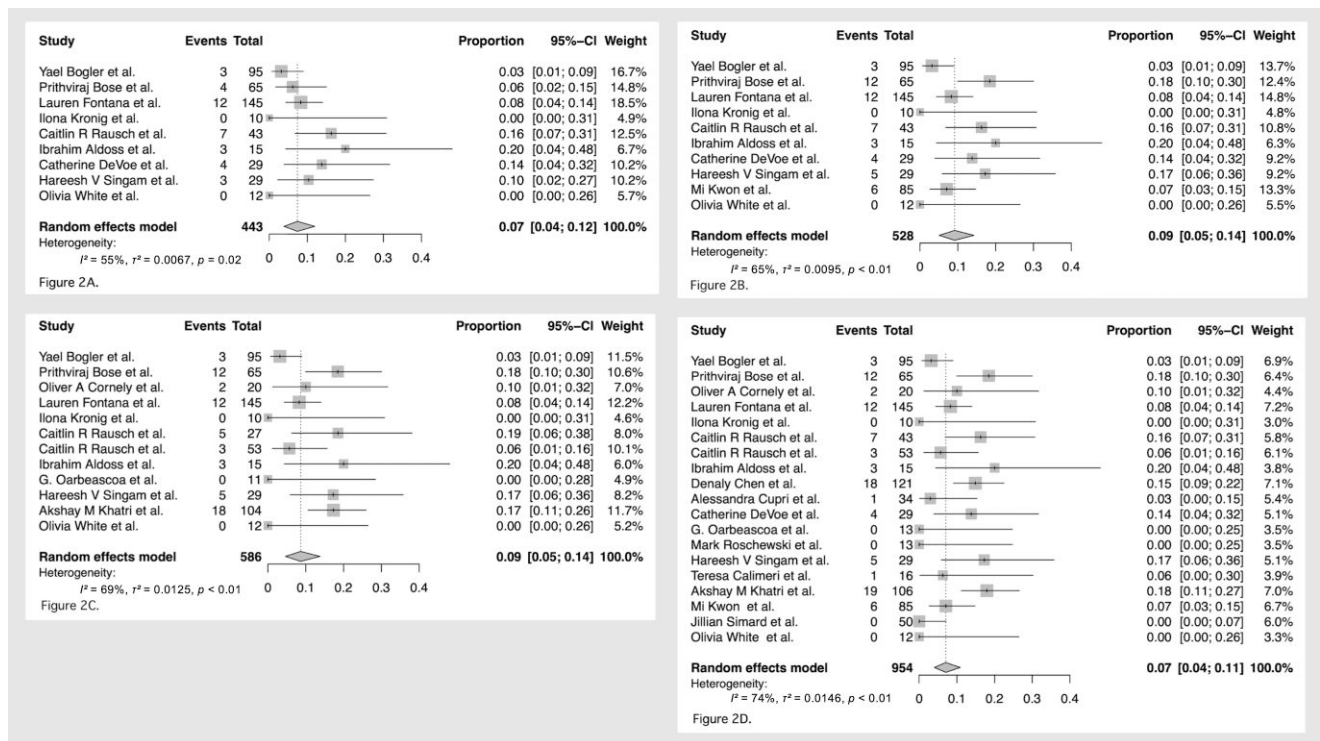 Study Events Total Proportion 95%–CI Weight
Yael Bogler et al. 3 95 0.03 [0.01; 0.09] 16.7%
Prithviraj Bose et al. 4 65 0.06 [0.02; 0.15] 14.8%
Lauren Fontana et al. 12 145 0.08 [0.04; 0.14] 18.5%
Ilona Kronig et al. 0 10 0.00 [0.00; 0.31] 4.9%
Caitlin R Rausch et al. 7 43 0.16 [0.07; 0.31] 12.5%
Ibrahim Aldoss et al. 3 15 0.20 [0.04; 0.48] 6.7%
Catherine DeVoe et al. 4 29 0.14 [0.04; 0.32] 10.2%
Hareesh V Singam et al. 3 29 0.10 [0.02; 0.27] 10.2%
Olivia White et al. 0 12 0.00 [0.00; 0.26] 5.7%
Random effects model 443 0.07 [0.04; 0.12] 100.0%
Heterogeneity:
I² = 55%, τ² = 0.0067, p = 0.02 0 0.1 0.2 0.3 0.4
Figure 2A.
Study Events Total Proportion 95%–CI Weight
Yael Bogler et al. 3 95 0.03 [0.01; 0.09] 13.7%
Prithviraj Bose et al. 12 65 0.18 [0.10; 0.30] 12.4%
Lauren Fontana et al. 12 145 0.08 [0.04; 0.14] 14.8%
Ilona Kronig et al. 0 10 0.00 [0.00; 0.31] 4.8%
Caitlin R Rausch et al. 7 43 0.16 [0.07; 0.31] 10.8%
Ibrahim Aldoss et al. 3 15 0.20 [0.04; 0.48] 6.3%
Catherine DeVoe et al. 4 29 0.14 [0.04; 0.32] 9.2%
Hareesh V Singam et al. 5 29 0.17 [0.06; 0.36] 9.2%
Mi Kwon et al. 6 85 0.07 [0.03; 0.15] 13.3%
Olivia White et al. 0 12 0.00 [0.00; 0.26] 5.5%
Random effects model 528 0.09 [0.05; 0.14] 100.0%
Heterogeneity:
I² = 65%, τ² = 0.0095, p < 0.01 0 0.1 0.2 0.3 0.4
Figure 2B.
Study Events Total Proportion 95%–CI Weight
Yael Bogler et al. 3 95 0.03 [0.01; 0.09] 11.5%
Prithviraj Bose et al. 12 65 0.18 [0.10; 0.30] 10.6%
Oliver A Cornely et al. 2 20 0.10 [0.01; 0.32] 7.0%
Lauren Fontana et al. 12 145 0.08 [0.04; 0.14] 12.2%
Ilona Kronig et al. 0 10 0.00 [0.00; 0.31] 4.6%
Caitlin R Rausch et al. 5 27 0.19 [0.06; 0.38] 8.0%
Caitlin R Rausch et al. 3 53 0.06 [0.01; 0.16] 10.1%
Ibrahim Aldoss et al. 3 15 0.20 [0.04; 0.48] 6.0%
G. Oarbeascoa et al. 0 11 0.00 [0.00; 0.28] 4.9%
Hareesh V Singam et al. 5 29 0.17 [0.06; 0.36] 8.2%
Akshay M Khatri et al. 18 104 0.17 [0.11; 0.26] 11.7%
Olivia White et al. 0 12 0.00 [0.00; 0.26] 5.2%
Random effects model 586 0.09 [0.05; 0.14] 100.0%
Heterogeneity:
I² = 69%, τ² = 0.0125, p < 0.01 0 0.1 0.2 0.3 0.4
Figure 2C.
Study Events Total Proportion 95%–CI Weight
Yael Bogler et al. 3 95 0.03 [0.01; 0.09] 6.9%
Prithviraj Bose et al. 12 65 0.18 [0.10; 0.30] 6.4%
Oliver A Cornely et al. 2 20 0.10 [0.01; 0.32] 4.4%
Lauren Fontana et al. 12 145 0.08 [0.04; 0.14] 7.2%
Ilona Kronig et al. 0 10 0.00 [0.00; 0.31] 3.0%
Caitlin R Rausch et al. 7 43 0.16 [0.07; 0.31] 5.8%
Caitlin R Rausch et al. 3 53 0.06 [0.01; 0.16] 6.1%
Ibrahim Aldoss et al. 3 15 0.20 [0.04; 0.48] 3.8%
Denaly Chen et al. 18 121 0.15 [0.09; 0.22] 7.1%
Alessandra Cupri et al. 1 34 0.03 [0.00; 0.15] 5.4%
Catherine DeVoe et al. 4 29 0.14 [0.04; 0.32] 5.1%
G. Oarbeascoa et al. 0 13 0.00 [0.00; 0.25] 3.5%
Mark Roschewski et al. 0 13 0.00 [0.00; 0.25] 3.5%
Hareesh V Singam et al. 5 29 0.17 [0.06; 0.36] 5.1%
Teresa Calimeri et al. 1 16 0.06 [0.00; 0.30] 3.9%
Akshay M Khatri et al. 19 106 0.18 [0.11; 0.27] 7.0%
Mi Kwon et al. 6 85 0.07 [0.03; 0.15] 6.7%
Jillian Simard et al. 0 50 0.00 [0.00; 0.07] 6.0%
Olivia White et al. 0 12 0.00 [0.00; 0.26] 3.3%
Random effects model 954 0.07 [0.04; 0.11] 100.0%
Heterogeneity:
I² = 74%, τ² = 0.0146, p < 0.01 0 0.1 0.2 0.3 0.4
Figure 2D.